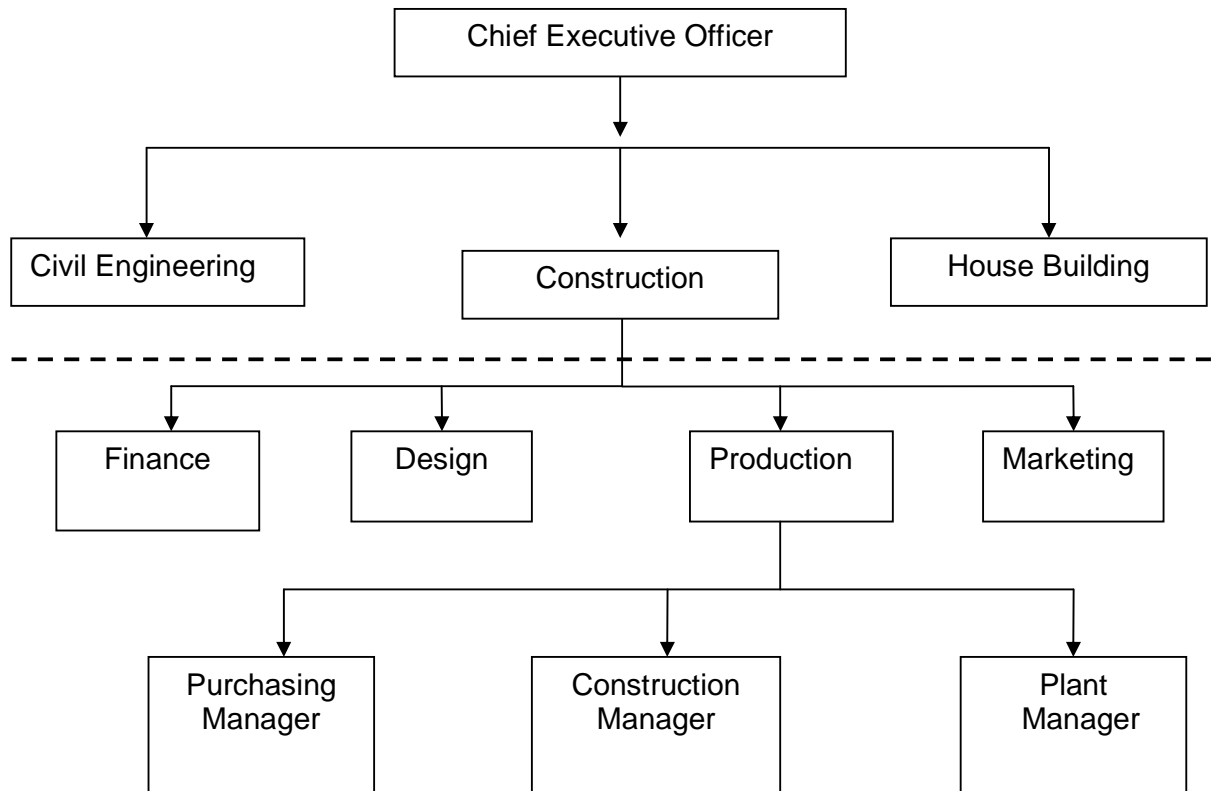 Chief Executive Officer
Civil Engineering
Construction
House Building
Finance
Design
Production
Marketing
Purchasing
Manager
Construction
Manager
Plant
Manager